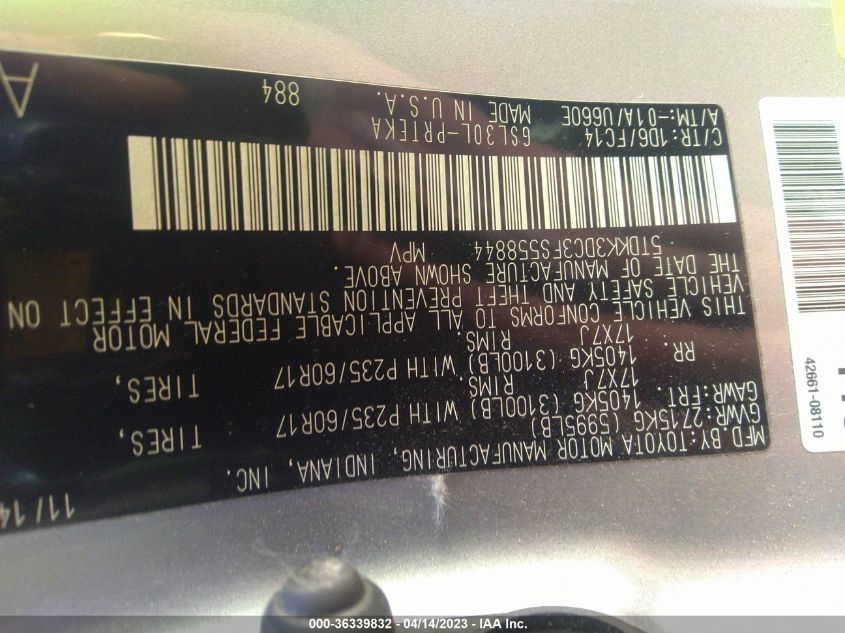 MFD BY:TOYOTA MOTOR MANUFACTURING, INDIANA, INC. 11/14
GVWR:2715KG (5995LB)
GAWR:FRT. 1405KG (3100LB) WITH P235/60R17 TIRES,
17X7J RIMS.
RR 1405KG (3100LB) WITH P235/60R17 TIRES,
17X7J RIMS.
THIS VEHICLE CONFORMS TO ALL APPLICABLE FEDERAL MOTOR
VEHICLE SAFETY AND THEFT PREVENTION STANDARDS IN EFFECT ON
THE DATE OF MANUFACTURE SHOWN ABOVE.
5TDKK3DC3FS558844 MPV
C/TR:1D6/FC14 GSL30L-PRTEKA 884
A/TM:-01A/U660E MADE IN U.S.A. A
42661-08110
000-36339832 - 04/14/2023 - IAA Inc.